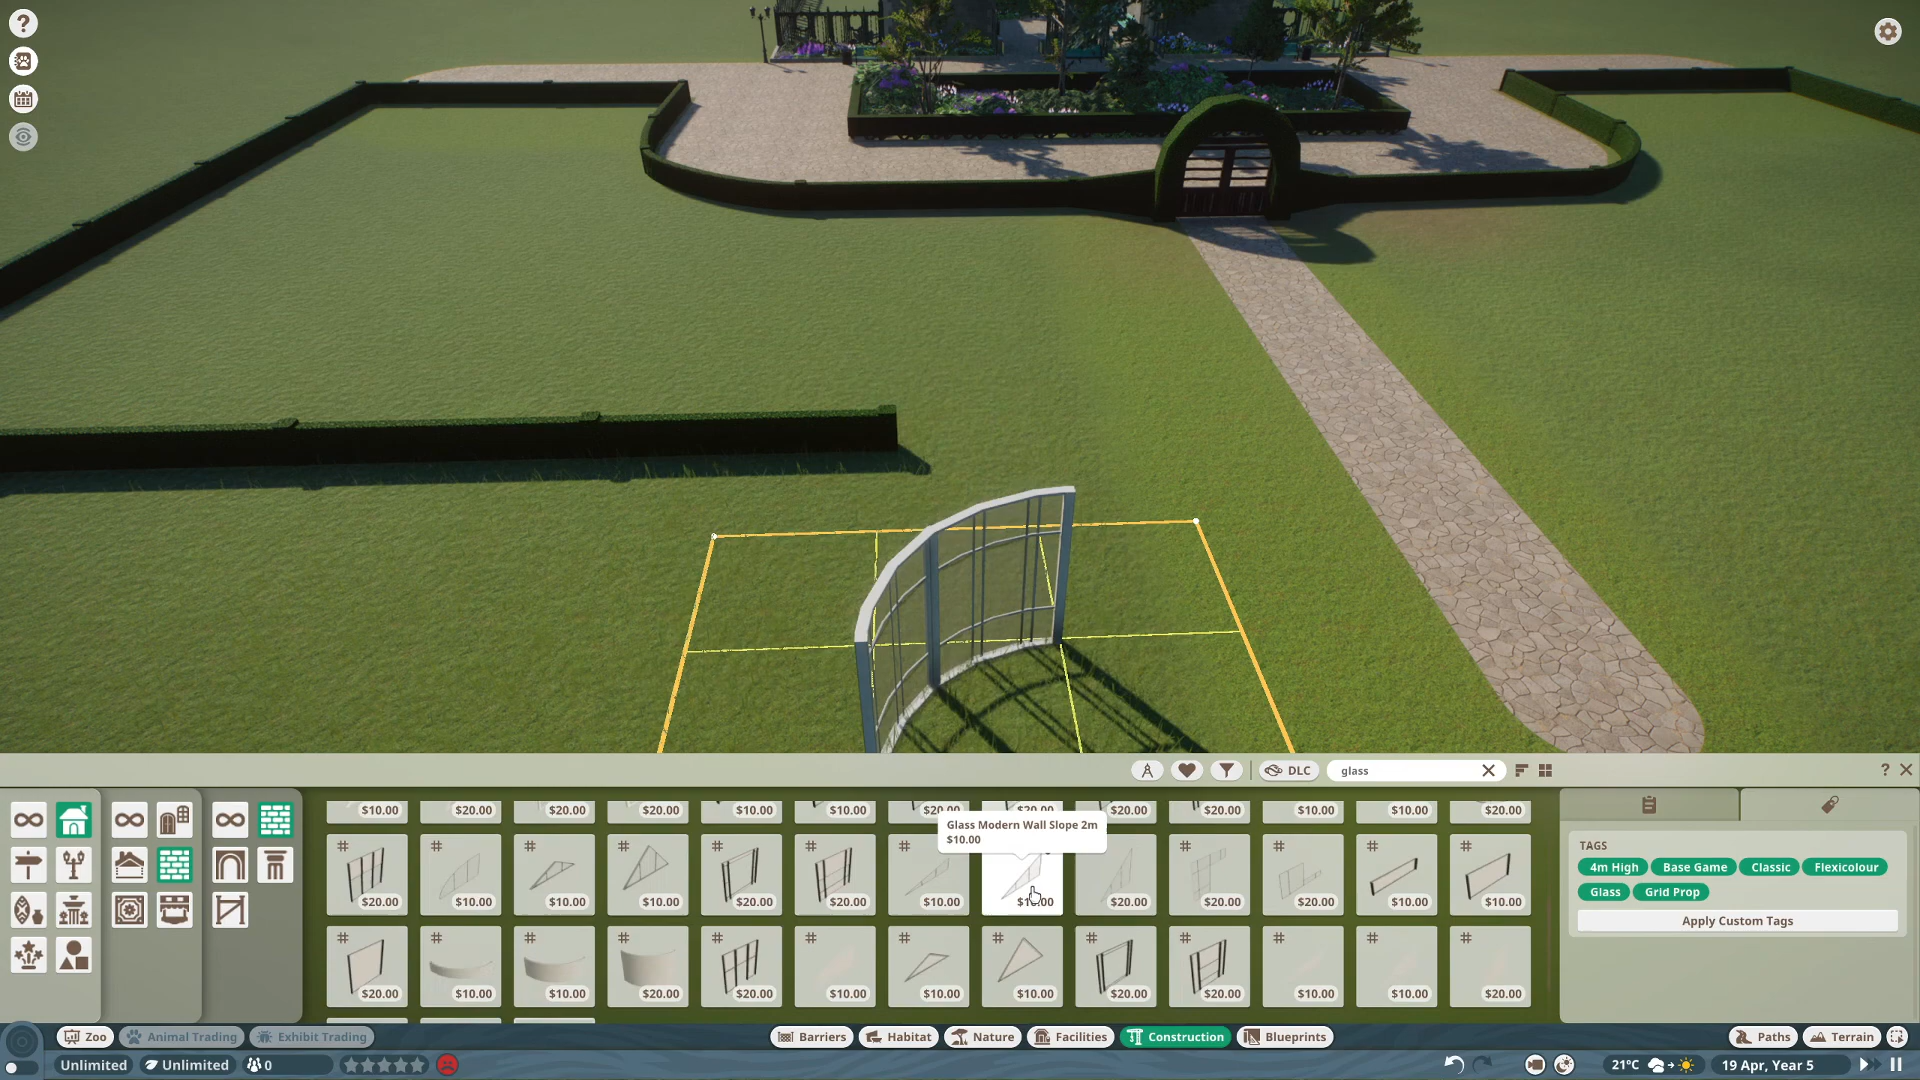 DLC
glass
$10.00 $20.00 $20.00 $20.00 $10.00 $10.00 $20.00 $20.00 $20.00 $20.00 $10.00 $10.00 $20.00
Glass Modern Wall Slope 2m
$10.00
$20.00 $10.00 $10.00 $10.00 $20.00 $20.00 $10.00 $10.00 $20.00 $20.00 $20.00 $10.00 $10.00
$20.00 $10.00 $10.00 $20.00 $20.00 $10.00 $10.00 $10.00 $20.00 $20.00 $10.00 $10.00 $20.00
TAGS
4m High Base Game Classic Flexicolour
Glass Grid Prop
Apply Custom Tags
Zoo Animal Trading Exhibit Trading Barriers Habitat Nature Facilities Construction Blueprints Paths Terrain
Unlimited Unlimited 0 21°C 19 Apr, Year 5